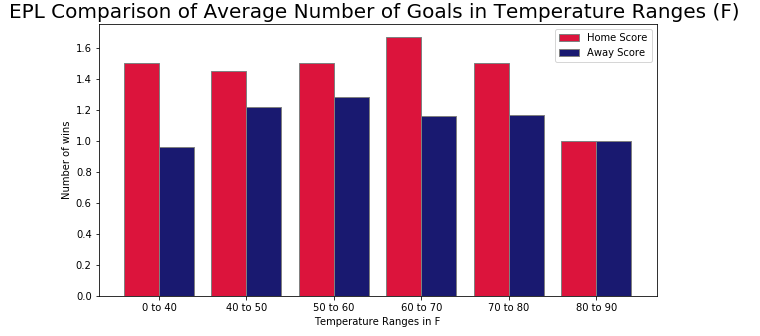 EPL Comparison of Average Number of Goals in Temperature Ranges (F)
Home Score
Away Score
Number of wins
1.6
1.4
1.2
1.0
0.8
0.6
0.4
0.2
0.0
0 to 40 40 to 50 50 to 60 60 to 70 70 to 80 80 to 90
Temperature Ranges in F